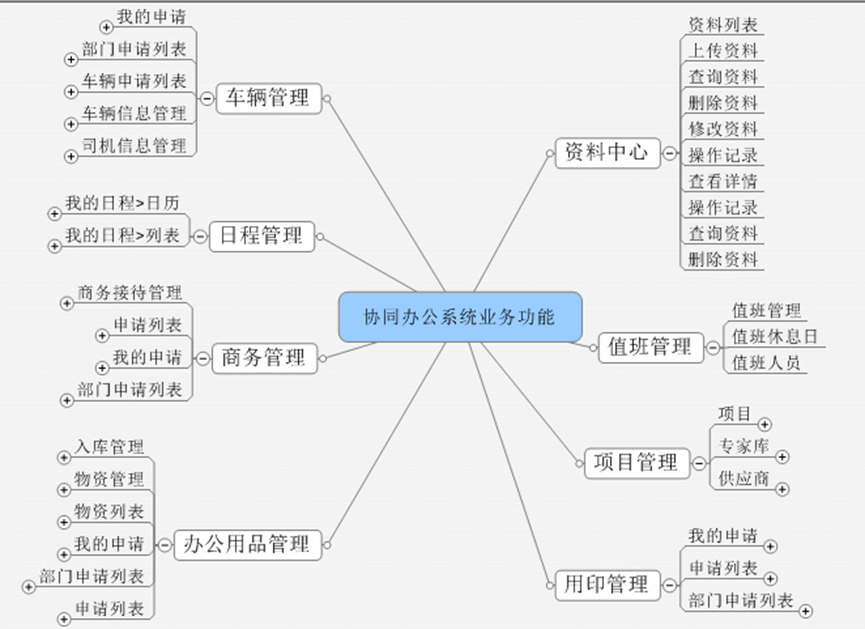 协同办公系统业务功能
车辆管理
我的申请
部门申请列表
车辆申请列表
车辆信息管理
司机信息管理
日程管理
我的日程>日历
我的日程>列表
商务管理
商务接待管理
申请列表
我的申请
部门申请列表
办公用品管理
入库管理
物资管理
物资列表
我的申请
部门申请列表
申请列表
资料中心
资料列表
上传资料
查询资料
删除资料
修改资料
操作记录
查看详情
操作记录
查询资料
删除资料
值班管理
值班管理
值班休息日
值班人员
项目管理
项目
专家库
供应商
用印管理
我的申请
申请列表
部门申请列表